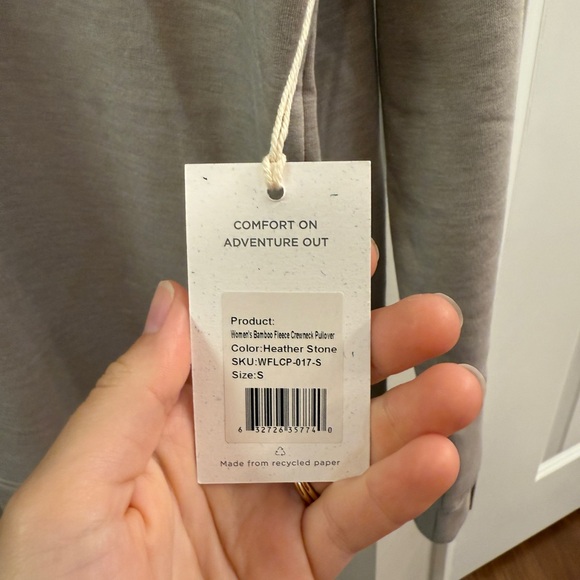 COMFORT ON
ADVENTURE OUT
Product:
Women's Bamboo Fleece Crewneck Pullover
Color:Heather Stone
SKU:WFLCP-017-S
Size:S
6 32726 35774 0
Made from recycled paper